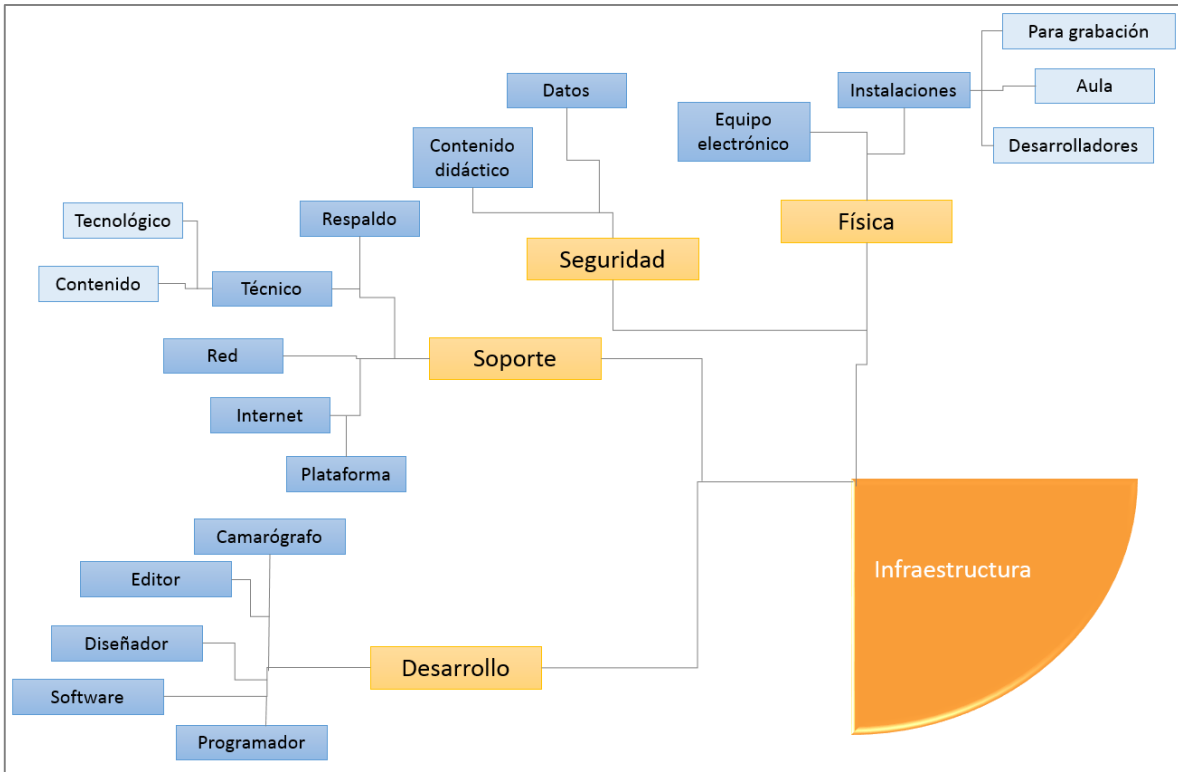 Para grabación
Datos
Instalaciones
Aula
Equipo
electrónico
Contenido
didáctico
Desarrolladores
Tecnológico
Respaldo
Física
Seguridad
Contenido
Técnico
Red
Soporte
Internet
Plataforma
Camarógrafo
Infraestructura
Editor
Diseñador
Desarrollo
Software
Programador